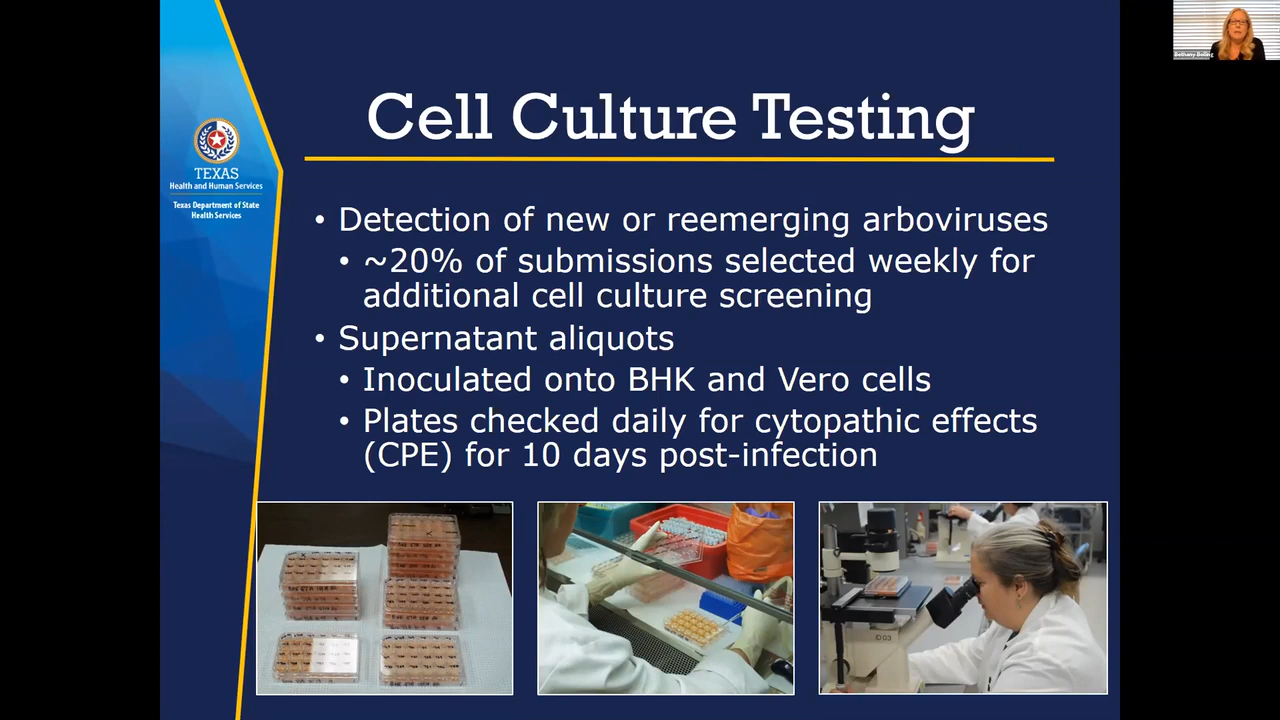 Bethany Bolling
Cell Culture Testing
TEXAS
Health and Human Services
Texas Department of State
Health Services
• Detection of new or reemerging arboviruses
• ~20% of submissions selected weekly for
additional cell culture screening
• Supernatant aliquots
• Inoculated onto BHK and Vero cells
• Plates checked daily for cytopathic effects
(CPE) for 10 days post-infection